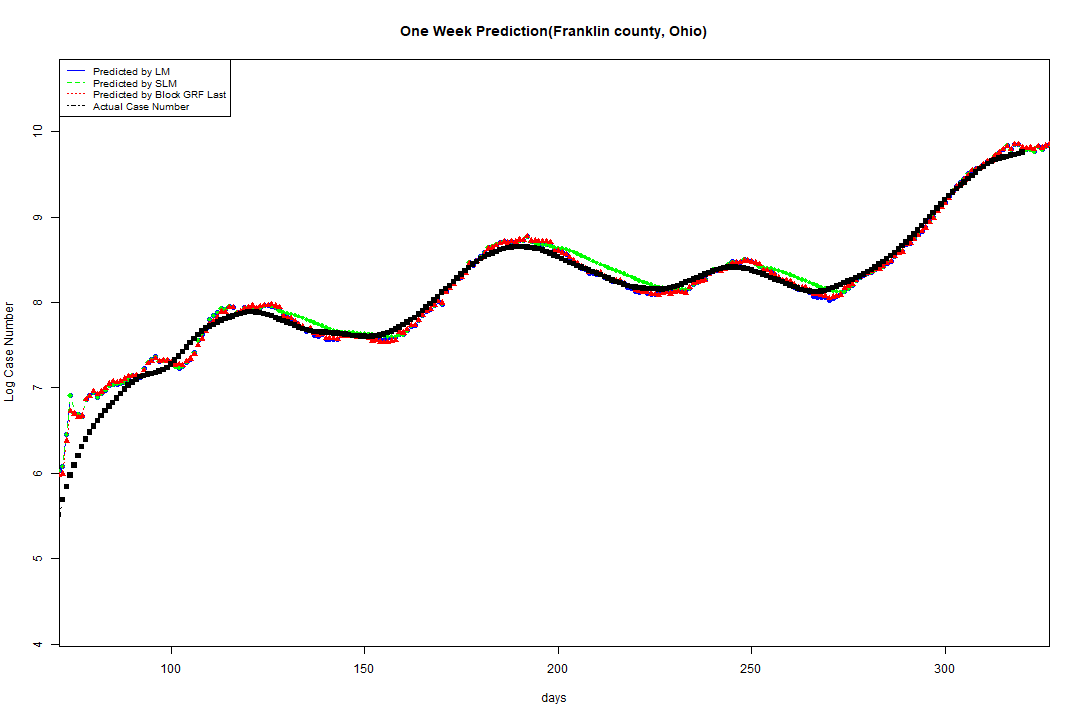 One Week Prediction(Franklin county, Ohio)
Predicted by LM
Predicted by SLM
Predicted by Block GRF Last
Actual Case Number
Log Case Number
10
9
8
7
6
5
4
100 150 200 250 300
days